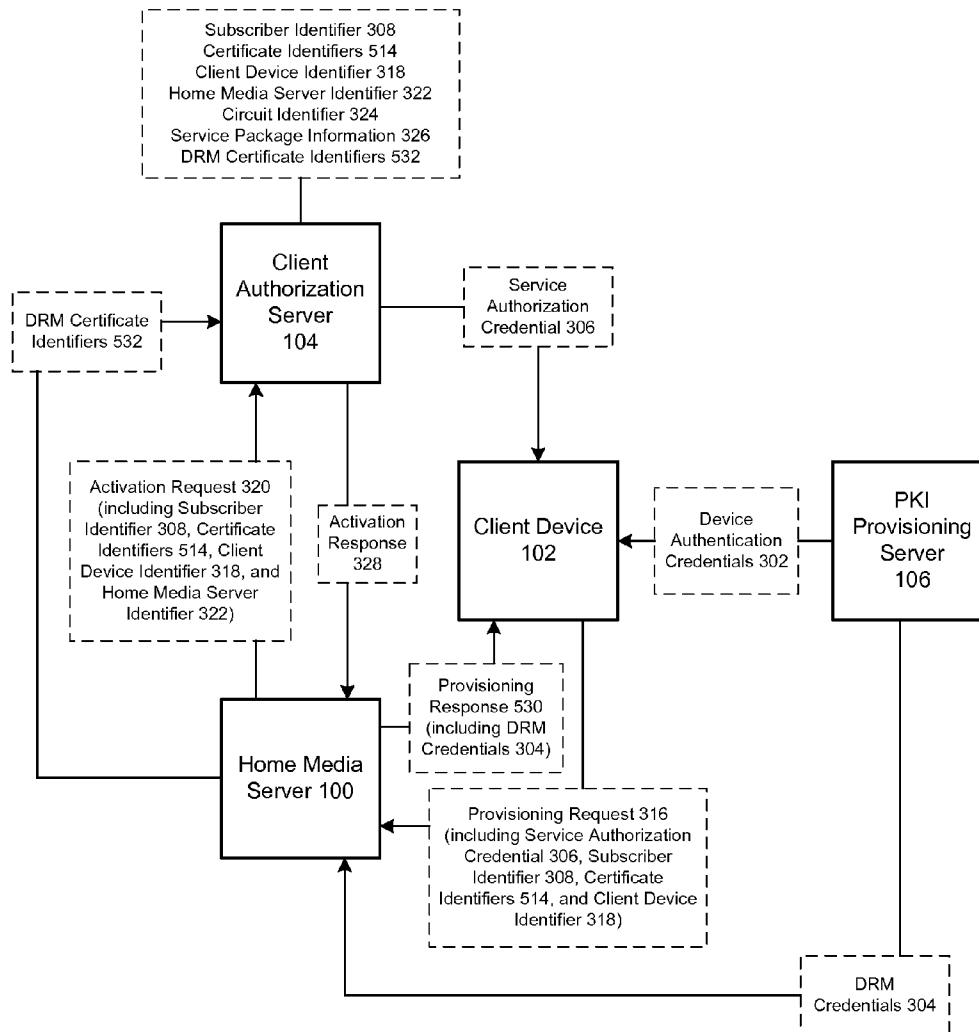 Subscriber Identifier 308
Certificate Identifiers 514
Client Device Identifier 318
Home Media Server Identifier 322
Circuit Identifier 324
Service Package Information 326
DRM Certificate Identifiers 532
Client
Authorization
Server
104
Service
Authorization
Credential 306
DRM Certificate
Identifiers 532
Activation Request 320
(including Subscriber
Identifier 308, Certificate
Identifiers 514, Client
Device Identifier 318, and
Home Media Server
Identifier 322)
Activation
Response
328
Client Device
102
Device
Authentication
Credentials 302
PKI
Provisioning
Server
106
Provisioning
Response 530
(including DRM
Credentials 304)
Home Media
Server 100
Provisioning Request 316
(including Service Authorization
Credential 306, Subscriber
Identifier 308, Certificate
Identifiers 514, and Client Device
Identifier 318)
DRM
Credentials 304